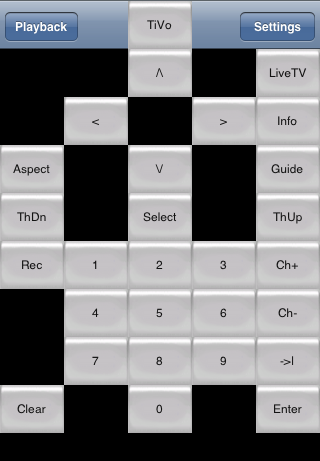 Playback TiVo Settings
/\ LiveTV
< > Info
Aspect \/ Guide
ThDn Select ThUp
Rec 1 2 3 Ch+
4 5 6 Ch-
7 8 9 ->|
Clear 0 Enter